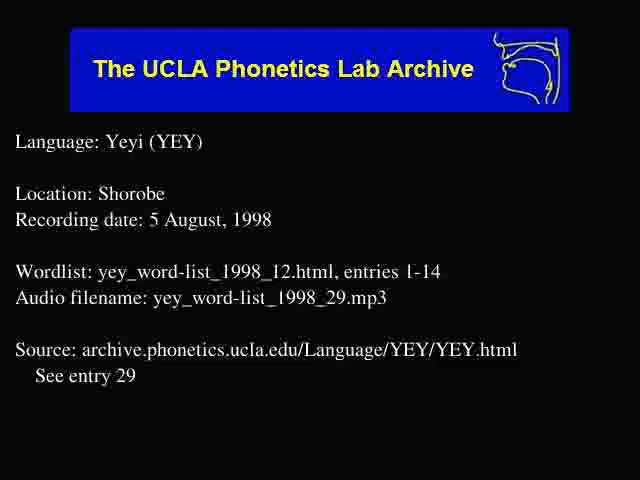 The UCLA Phonetics Lab Archive
Language: Yeyi (YEY)
Location: Shorobe
Recording date: 5 August, 1998
Wordlist: yey_word-list_1998_12.html, entries 1-14
Audio filename: yey_word-list_1998_29.mp3
Source: archive.phonetics.ucla.edu/Language/YEY/YEY.html
See entry 29